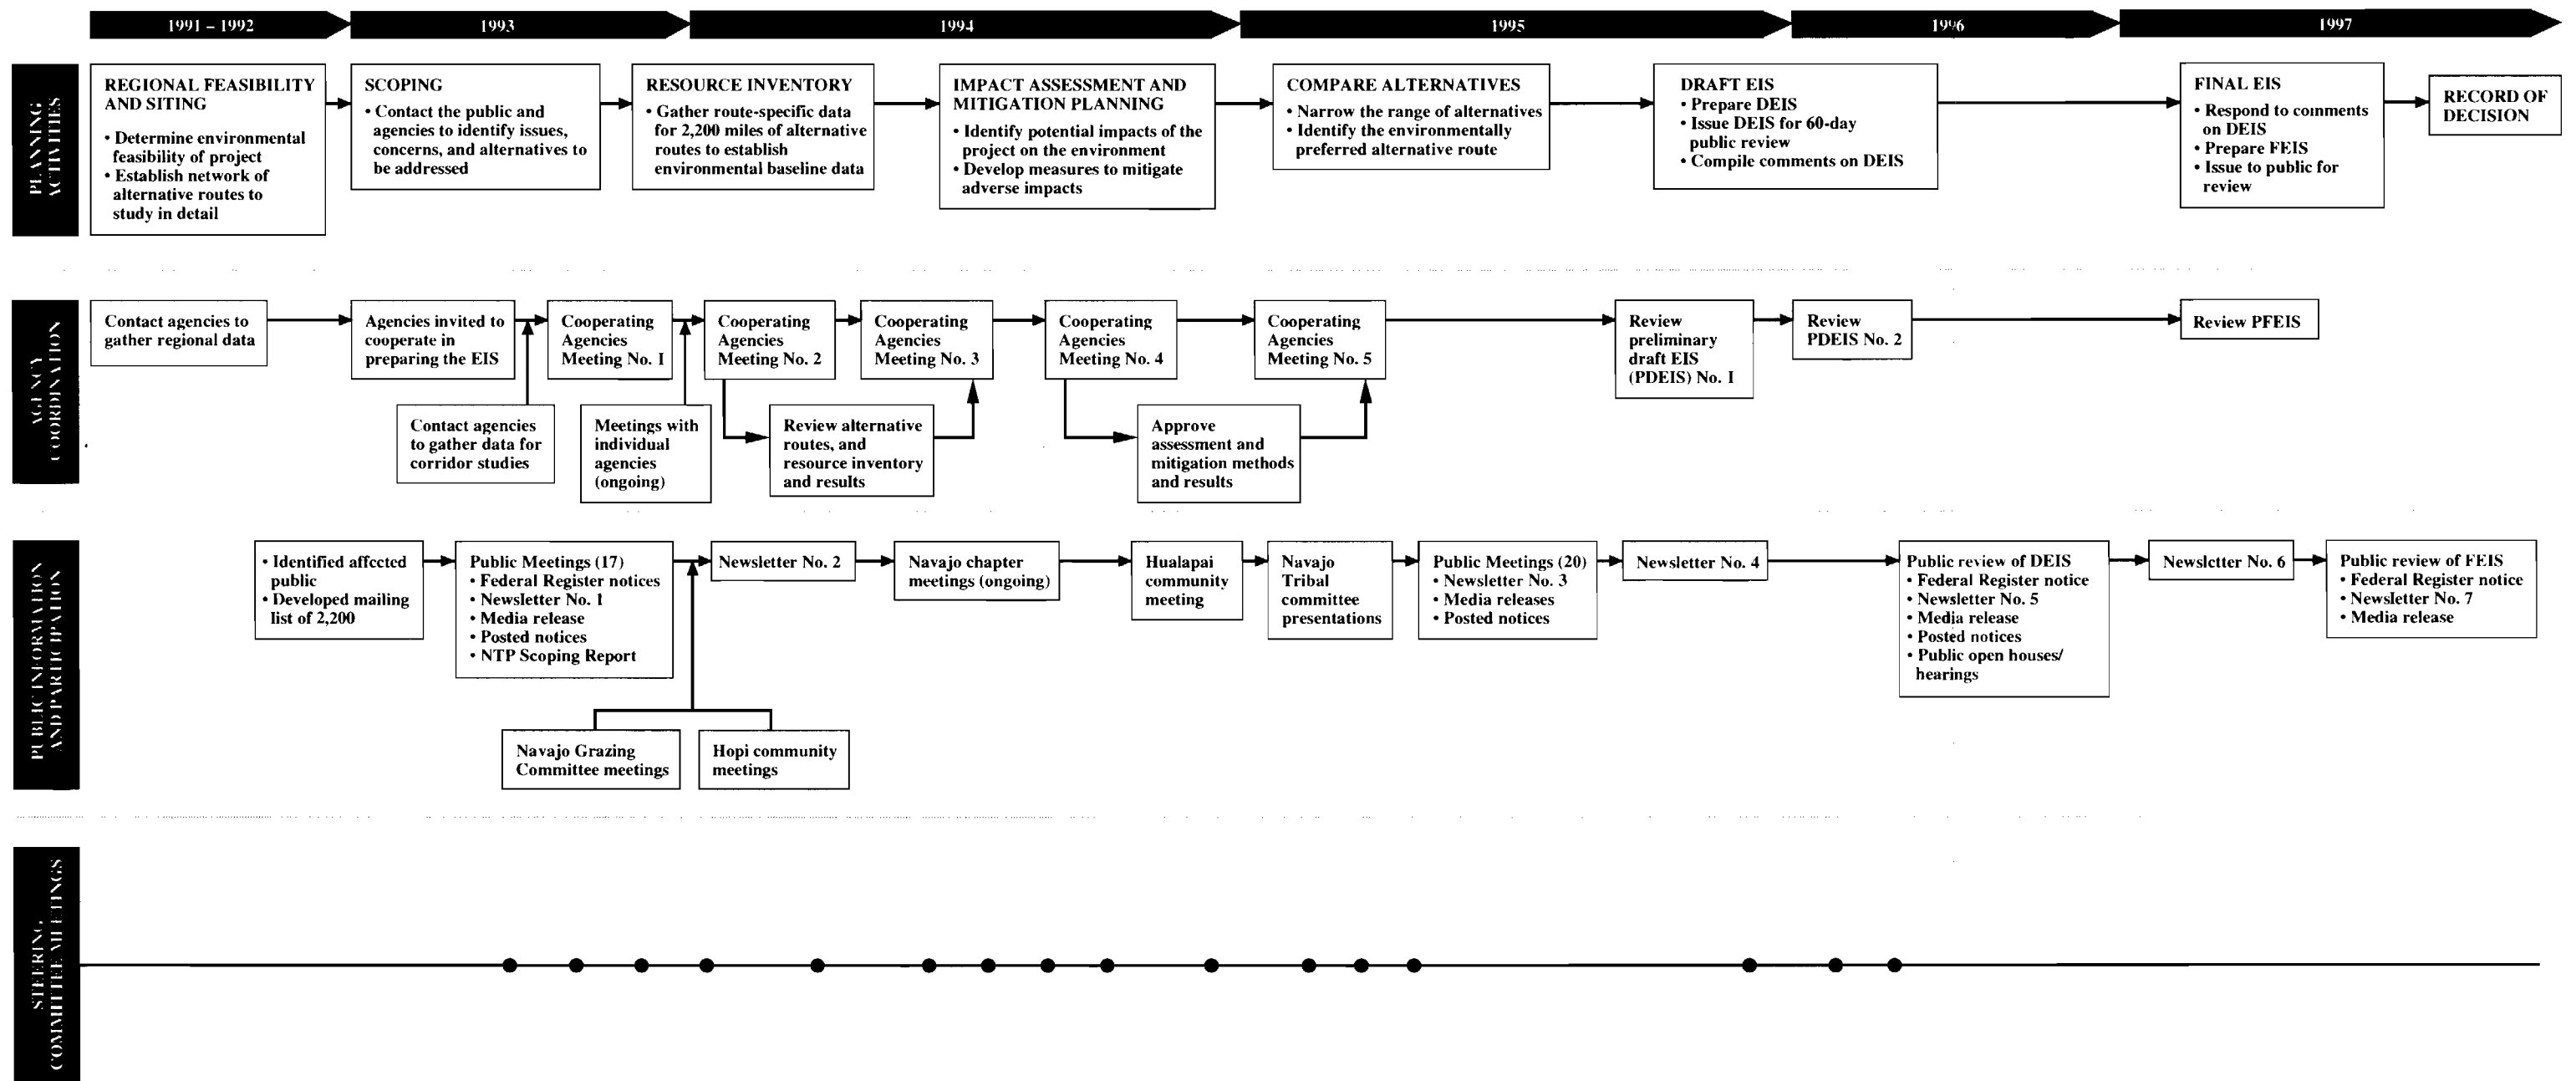 1991 – 1992
1993
1994
1995
1996
1997
PLANNING
ACTIVITIES
REGIONAL FEASIBILITY
AND SITING
• Determine environmental
feasibility of project
• Establish network of
alternative routes to
study in detail
SCOPING
• Contact the public and
agencies to identify issues,
concerns, and alternatives to
be addressed
RESOURCE INVENTORY
• Gather route-specific data
for 2,200 miles of alternative
routes to establish
environmental baseline data
IMPACT ASSESSMENT AND
MITIGATION PLANNING
• Identify potential impacts of the
project on the environment
• Develop measures to mitigate
adverse impacts
COMPARE ALTERNATIVES
• Narrow the range of alternatives
• Identify the environmentally
preferred alternative route
DRAFT EIS
• Prepare DEIS
• Issue DEIS for 60-day
public review
• Compile comments on DEIS
FINAL EIS
• Respond to comments
on DEIS
• Prepare FEIS
• Issue to public for
review
RECORD OF
DECISION
AGENCY
COORDINATION
Contact agencies to
gather regional data
Agencies invited to
cooperate in
preparing the EIS
Cooperating
Agencies
Meeting No. 1
Cooperating
Agencies
Meeting No. 2
Cooperating
Agencies
Meeting No. 3
Cooperating
Agencies
Meeting No. 4
Cooperating
Agencies
Meeting No. 5
Review
preliminary
draft EIS
(PDEIS) No. 1
Review
PDEIS No. 2
Review PFEIS
Contact agencies
to gather data for
corridor studies
Meetings with
individual
agencies
(ongoing)
Review alternative
routes, and
resource inventory
and results
Approve
assessment and
mitigation methods
and results
PUBLIC INFORMATION
AND PARTICIPATION
• Identified affected
public
• Developed mailing
list of 2,200
Public Meetings (17)
• Federal Register notices
• Newsletter No. 1
• Media release
• Posted notices
• NTP Scoping Report
Newsletter No. 2
Navajo chapter
meetings (ongoing)
Hualapai
community
meeting
Navajo
Tribal
committee
presentations
Public Meetings (20)
• Newsletter No. 3
• Media releases
• Posted notices
Newsletter No. 4
Public review of DEIS
• Federal Register notice
• Newsletter No. 5
• Media release
• Posted notices
• Public open houses/
hearings
Newsletter No. 6
Public review of FEIS
• Federal Register notice
• Newsletter No. 7
• Media release
Navajo Grazing
Committee meetings
Hopi community
meetings
STEERING
COMMITTEE MEETINGS